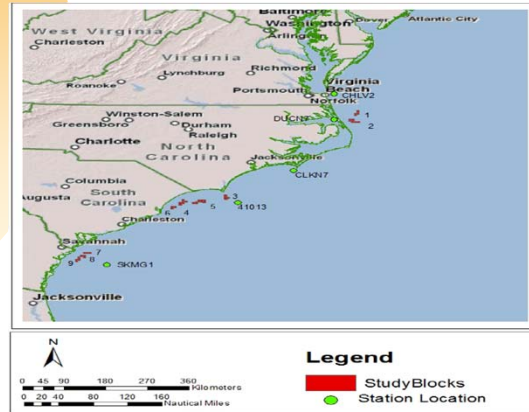 Baltimore
Washington
Dover
Atlantic City
Arlington
West Virginia
Charleston
Virginia
Richmond
Lynchburg
Roanoke
Virginia
Beach
Portsmouth
CHLV2
Norfolk
1
2
Winston-Salem
Greensboro
Durham
Raleigh
Charlotte
North
Carolina
Jacksonville
CLKN7
Columbia
South
Carolina
Augusta
3
41013
6
4
5
Charleston
Savannah
7
8
9
SKMG1
Jacksonville
N
0 45 90 180 270 360
Kilometers
0 20 40 80 120 160
Nautical Miles
Legend
StudyBlocks
Station Location